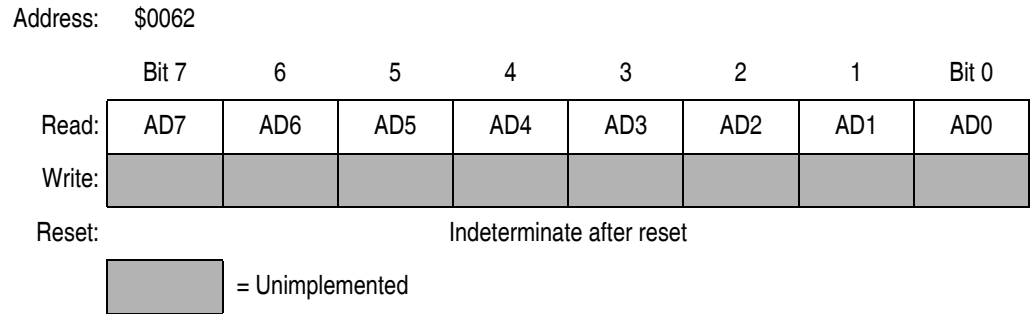 Address: $0062
Bit 7 6 5 4 3 2 1 Bit 0
Read: AD7 AD6 AD5 AD4 AD3 AD2 AD1 AD0
Write:
Reset: Indeterminate after reset
= Unimplemented